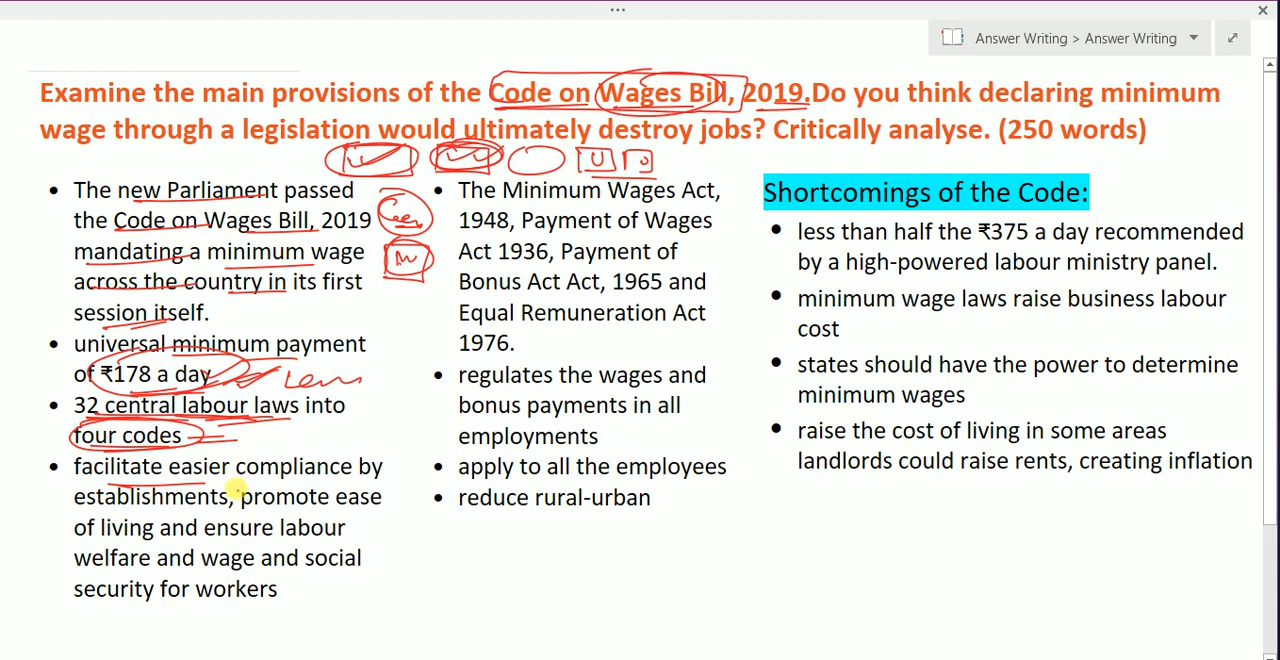 Answer Writing > Answer Writing
Examine the main provisions of the Code on Wages Bill, 2019.Do you think declaring minimum
wage through a legislation would ultimately destroy jobs? Critically analyse. (250 words)
• The new Parliament passed
the Code on Wages Bill, 2019
mandating a minimum wage
across the country in its first
session itself.
• universal minimum payment
of ₹178 a day
• 32 central labour laws into
four codes
• facilitate easier compliance by
establishments, promote ease
of living and ensure labour
welfare and wage and social
security for workers
• The Minimum Wages Act,
1948, Payment of Wages
Act 1936, Payment of
Bonus Act Act, 1965 and
Equal Remuneration Act
1976.
• regulates the wages and
bonus payments in all
employments
• apply to all the employees
• reduce rural-urban
Shortcomings of the Code:
• less than half the ₹375 a day recommended
by a high-powered labour ministry panel.
• minimum wage laws raise business labour
cost
• states should have the power to determine
minimum wages
• raise the cost of living in some areas
landlords could raise rents, creating inflation